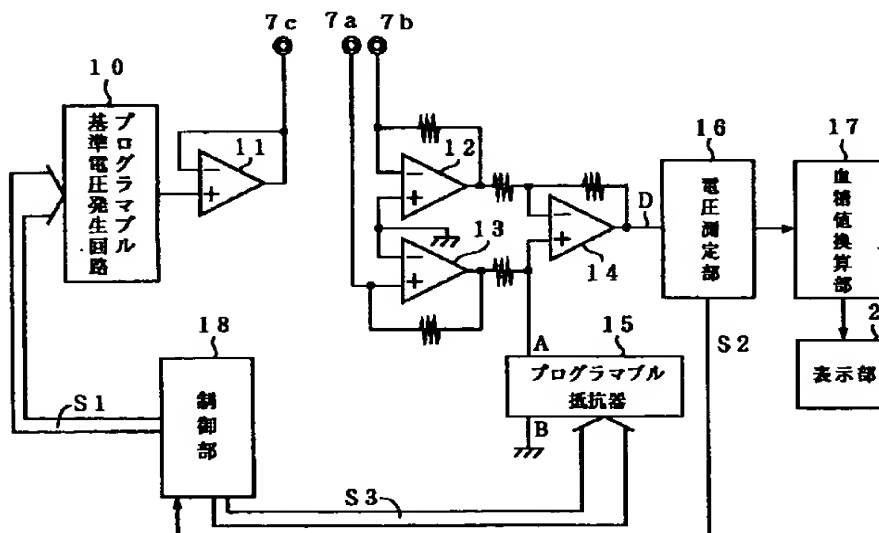 7c
7a
7b
10
プログラマブル
基準電圧発生回路
11
12
13
14
D
16
電圧測定部
17
血糖値換算部
2
表示部
18
制御部
15
プログラマブル
抵抗器
A
B
S1
S2
S3